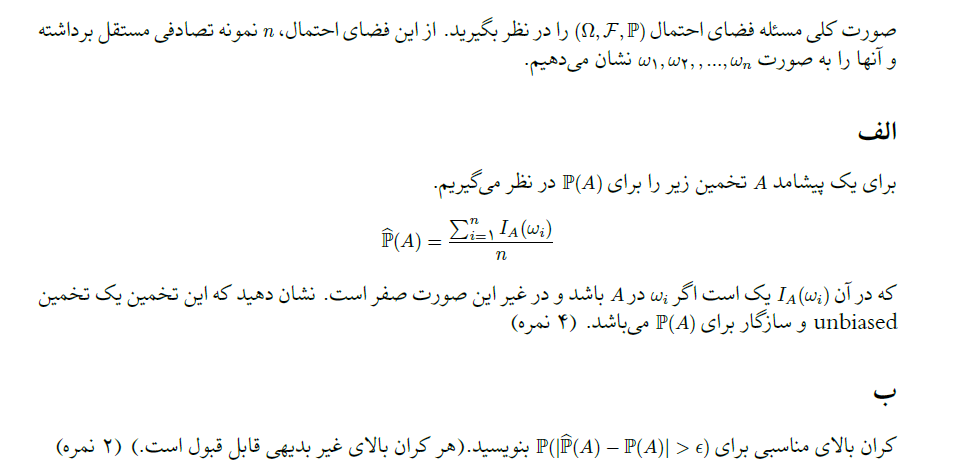 صورت کلی مسئله فضای احتمال (Ω, F, ℙ) را در نظر بگیرید. از این فضای احتمال، n نمونه تصادفی مستقل برداشته
و آنها را به صورت ω۱, ω۲, , ..., ωn نشان می‌دهیم.
الف
برای یک پیشامد A تخمین زیر را برای ℙ(A) در نظر می‌گیریم.
ℙ̂(A) = ∑ⁿᵢ₌۱ I_A(ωᵢ) / n
که در آن I_A(ωᵢ) یک است اگر ωᵢ در A باشد و در غیر این صورت صفر است. نشان دهید که این تخمین یک تخمین
unbiased و سازگار برای ℙ(A) می‌باشد. (۴ نمره)
ب
کران بالای مناسبی برای ℙ(|ℙ̂(A) − ℙ(A)| > ϵ) بنویسید.(هر کران بالای غیر بدیهی قابل قبول است.) (۲ نمره)